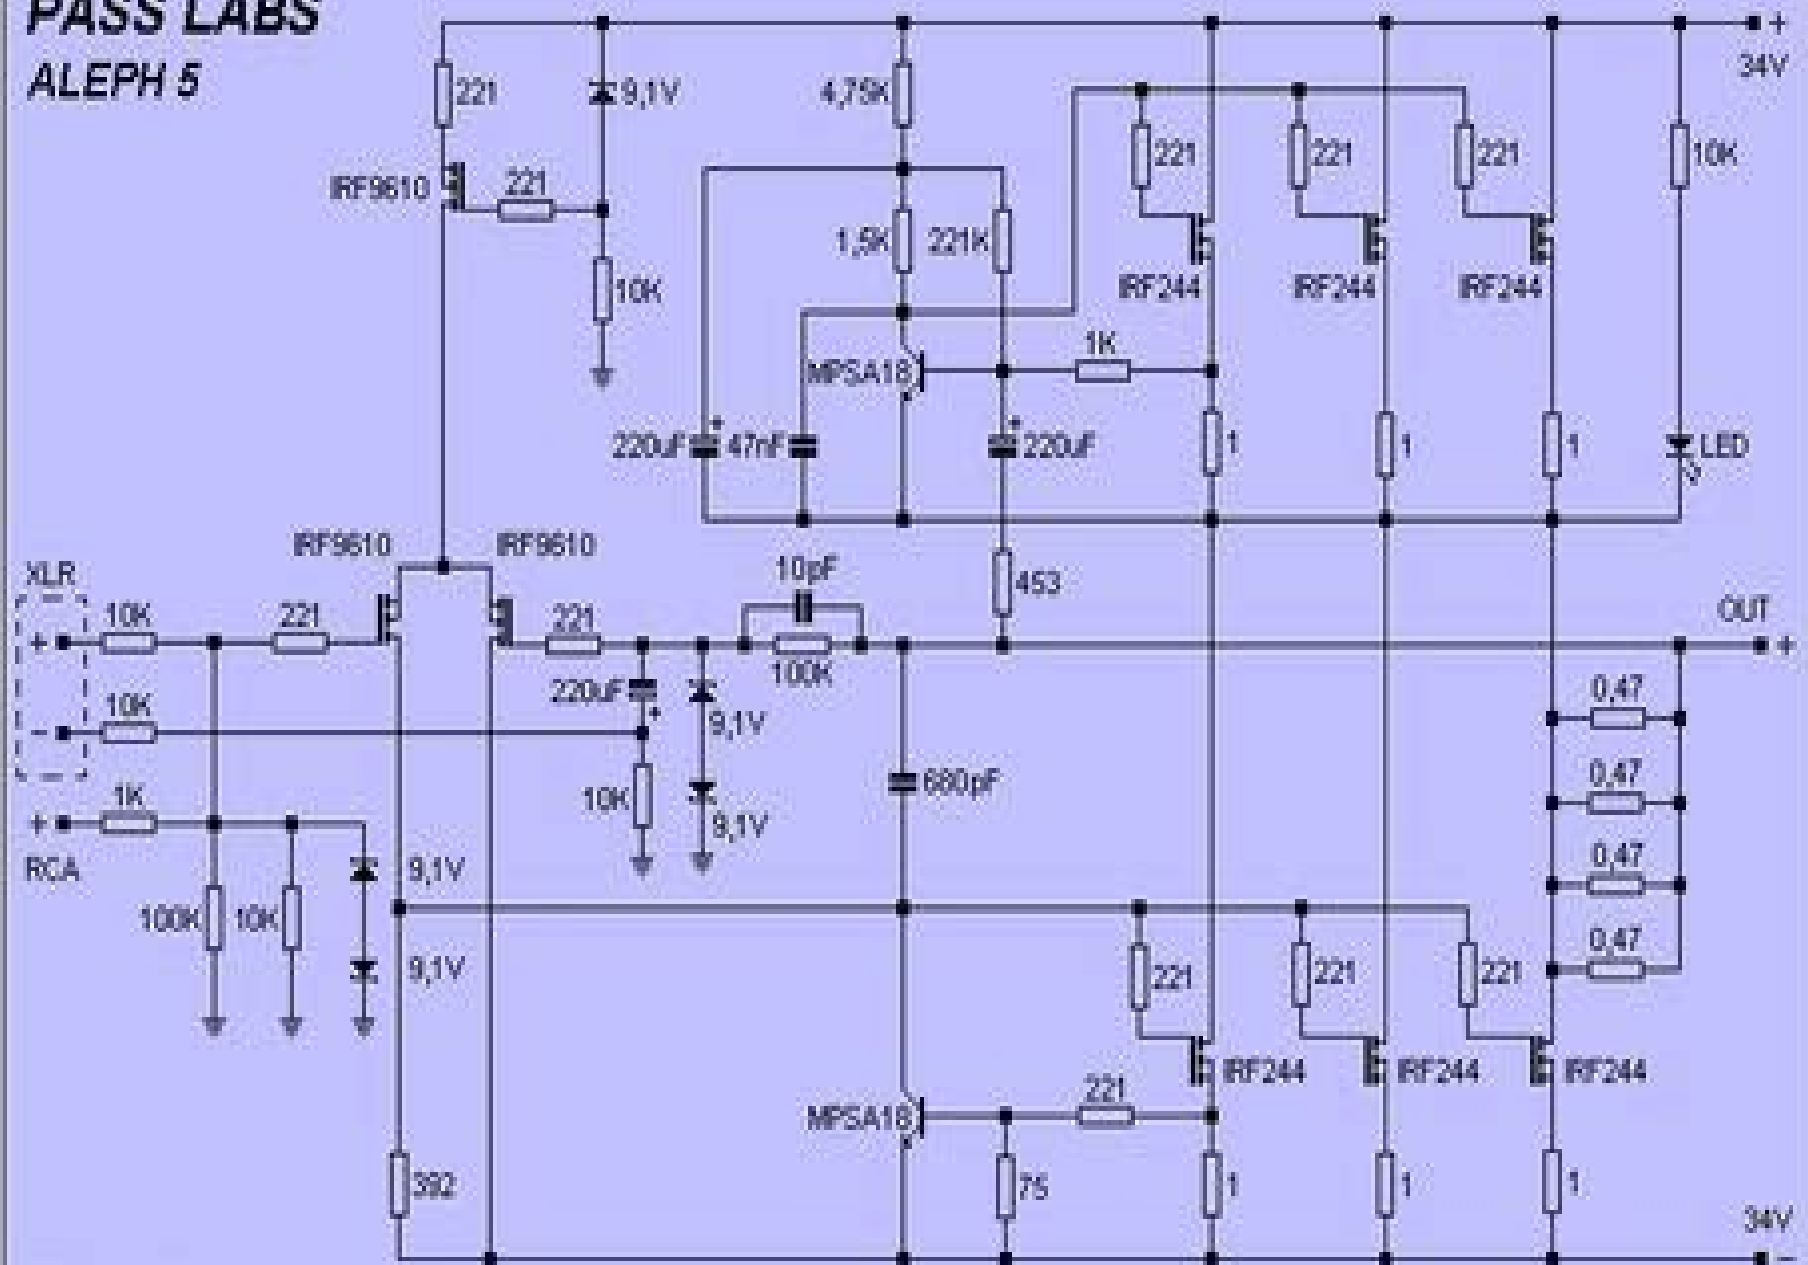 PASS LABS
ALEPH 5
+
34V
221
9,1V
4,75K
221
221
221
10K
IRF9610
221
1,5K
221K
10K
IRF244
IRF244
IRF244
1K
MPSA18
220uF
+
47nF
+
220uF
1
1
1
LED
IRF9610
IRF9610
10pF
453
XLR
OUT
+
10K
221
221
100K
+
-
10K
220uF
+
9,1V
0,47
1K
10K
9,1V
680pF
0,47
+
RCA
9,1V
0,47
100K
10K
9,1V
0,47
221
221
221
IRF244
IRF244
IRF244
MPSA18
221
392
75
1
1
1
34V
-